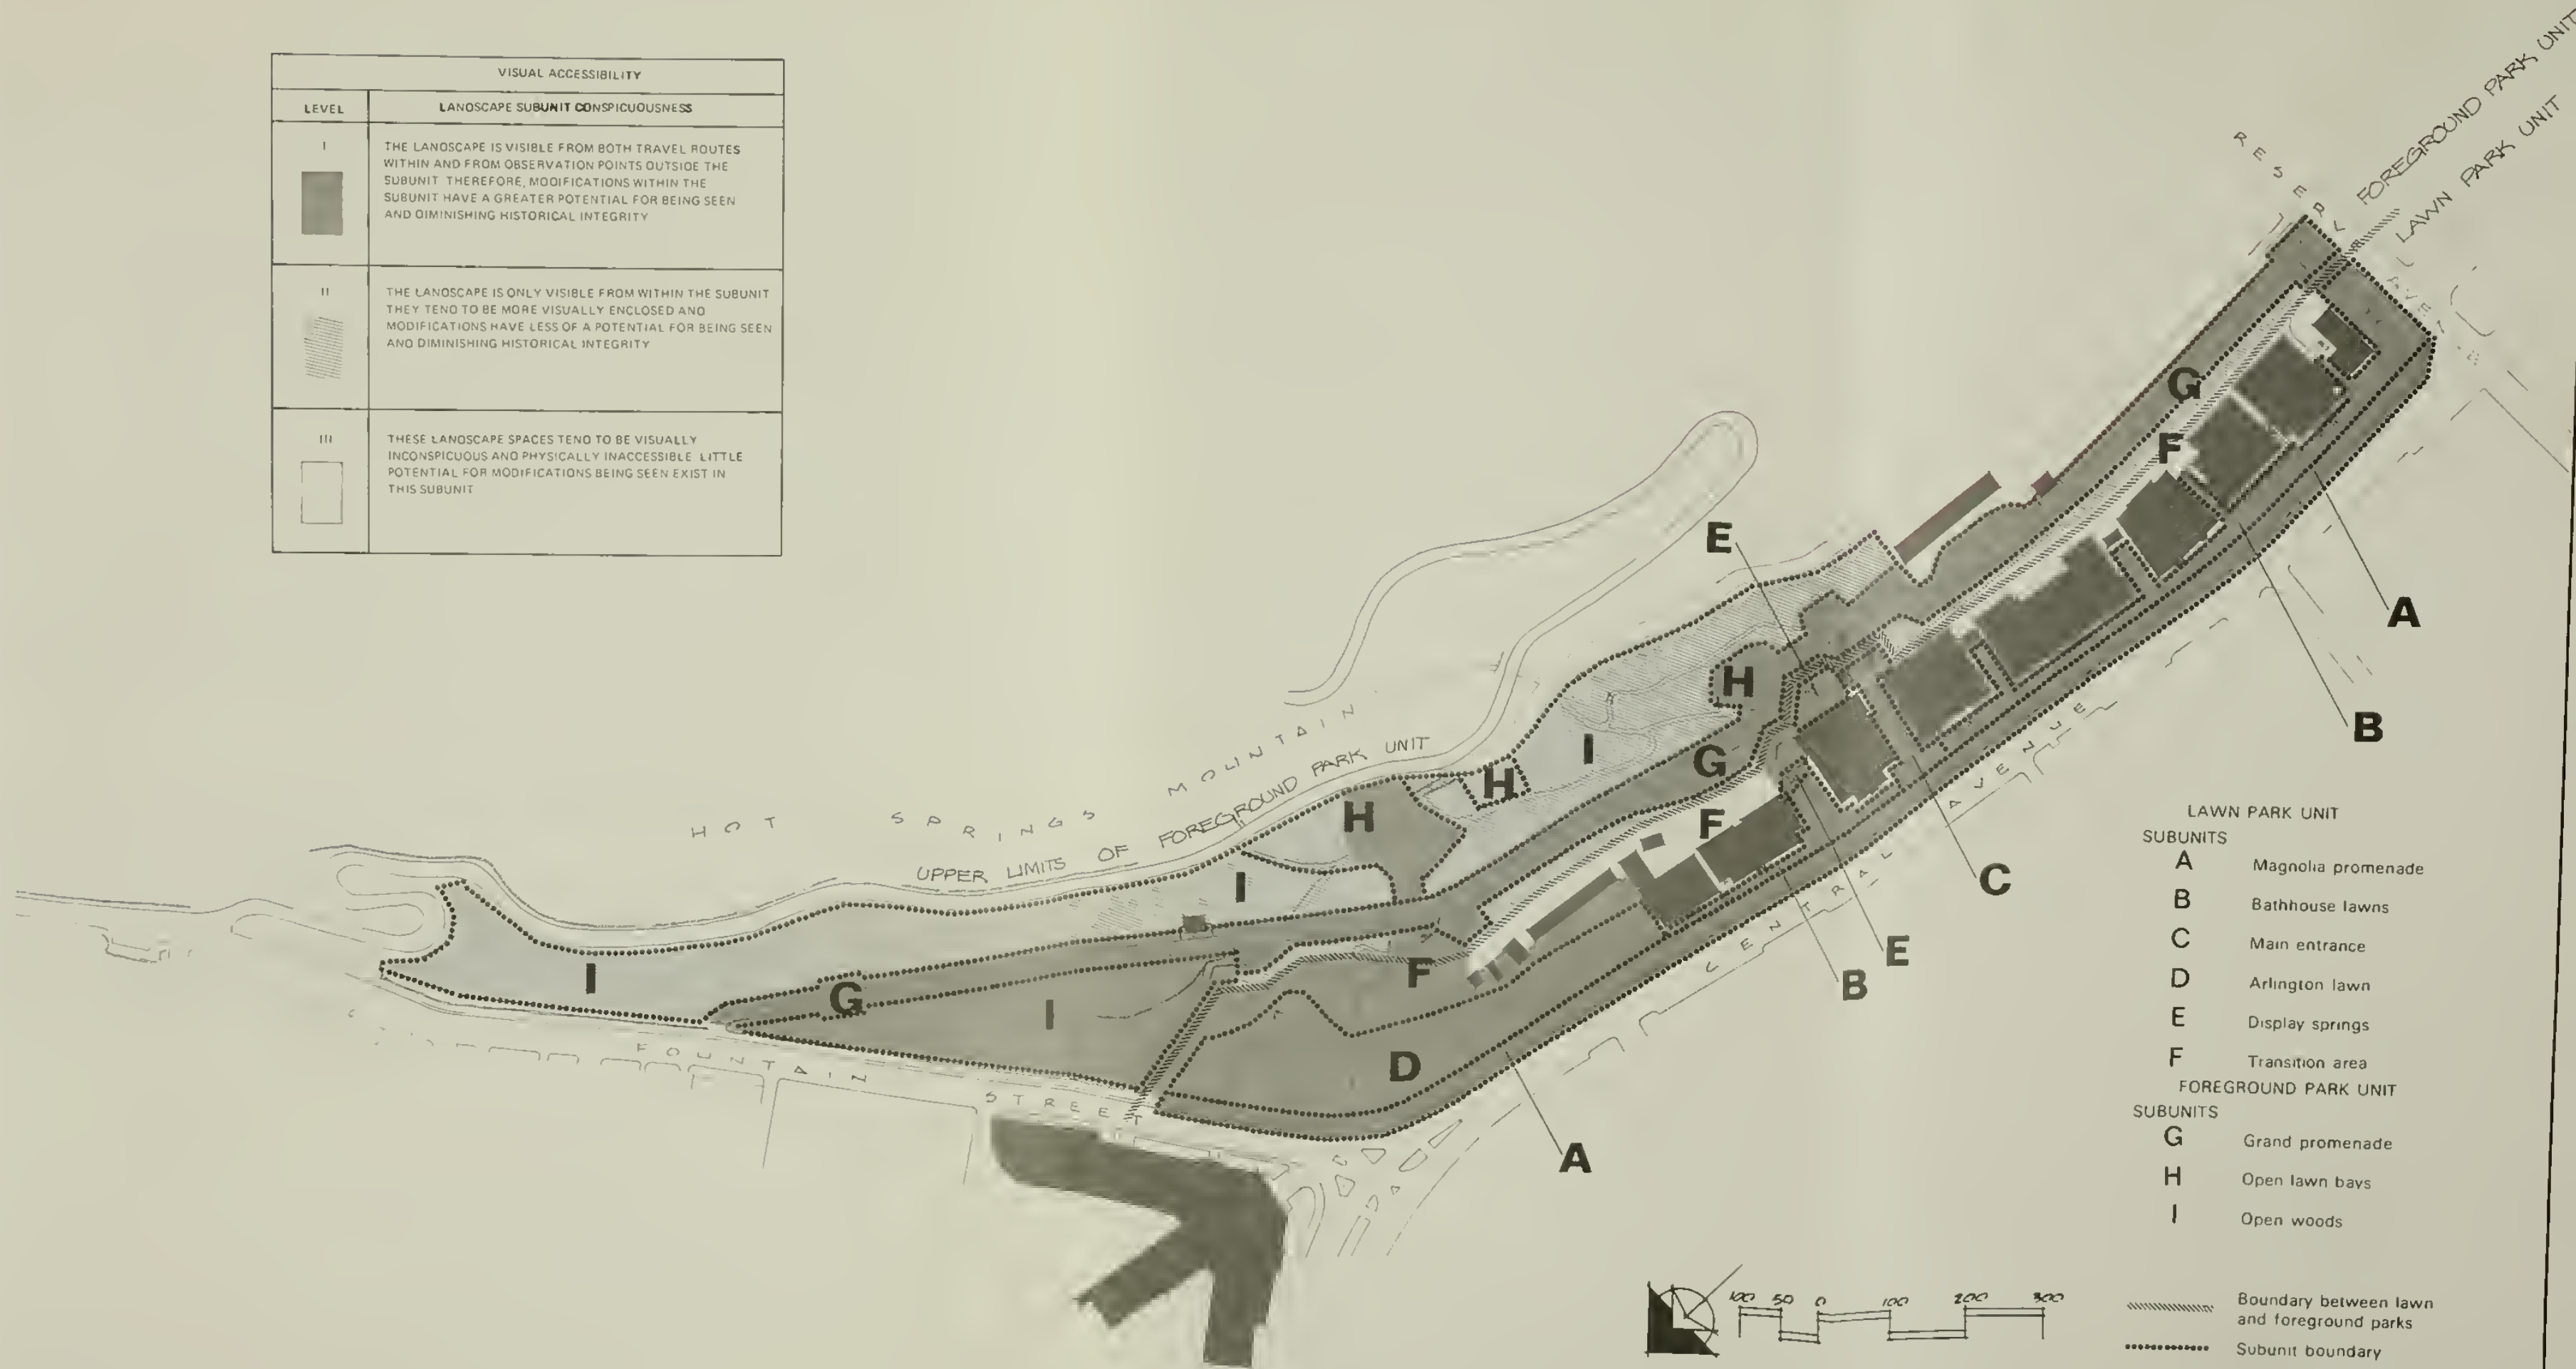 VISUAL ACCESSIBILITY
LEVEL
LANDSCAPE SUBUNIT CONSPICUOUSNESS
I
THE LANDSCAPE IS VISIBLE FROM BOTH TRAVEL ROUTES
WITHIN AND FROM OBSERVATION POINTS OUTSIDE THE
SUBUNIT THEREFORE, MODIFICATIONS WITHIN THE
SUBUNIT HAVE A GREATER POTENTIAL FOR BEING SEEN
AND DIMINISHING HISTORICAL INTEGRITY
II
THE LANDSCAPE IS ONLY VISIBLE FROM WITHIN THE SUBUNIT
THEY TEND TO BE MORE VISUALLY ENCLOSED AND
MODIFICATIONS HAVE LESS OF A POTENTIAL FOR BEING SEEN
AND DIMINISHING HISTORICAL INTEGRITY
III
THESE LANDSCAPE SPACES TEND TO BE VISUALLY
INCONSPICUOUS AND PHYSICALLY INACCESSIBLE LITTLE
POTENTIAL FOR MODIFICATIONS BEING SEEN EXIST IN
THIS SUBUNIT
FOREGROUND PARK UNIT
LAWN PARK UNIT
G
F
E
A
H
B
I
G
H
HOT SPRINGS MOUNTAIN
UPPER LIMITS OF FOREGROUND PARK UNIT
H
F
C
I
E
I
F
B
G
I
D
A
CENTRAL AVENUE
FOUNTAIN STREET
LAWN PARK UNIT
SUBUNITS
A Magnolia promenade
B Bathhouse lawns
C Main entrance
D Arlington lawn
E Display springs
F Transition area
FOREGROUND PARK UNIT
SUBUNITS
G Grand promenade
H Open lawn bays
I Open woods
100 50 0 100 200 300
Boundary between lawn
and foreground parks
Subunit boundary